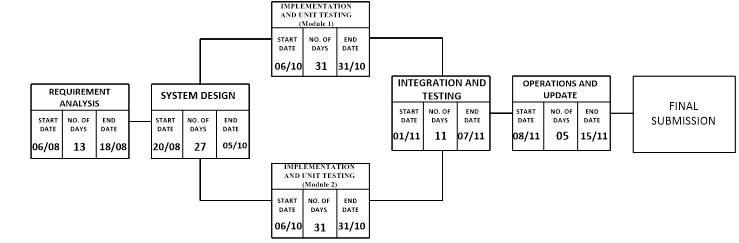 REQUIREMENT
ANALYSIS
START
DATE
NO. OF
DAYS
END
DATE
06/08
13
18/08
SYSTEM DESIGN
START
DATE
NO. OF
DAYS
END
DATE
20/08
27
05/10
IMPLEMENTATION
AND UNIT TESTING
(Module 1)
START
DATE
NO. OF
DAYS
END
DATE
06/10
31
31/10
IMPLEMENTATION
AND UNIT TESTING
(Module 2)
START
DATE
NO. OF
DAYS
END
DATE
06/10
31
31/10
INTEGRATION AND
TESTING
START
DATE
NO. OF
DAYS
END
DATE
01/11
11
07/11
OPERATIONS AND
UPDATE
START
DATE
NO. OF
DAYS
END
DATE
08/11
05
15/11
FINAL
SUBMISSION